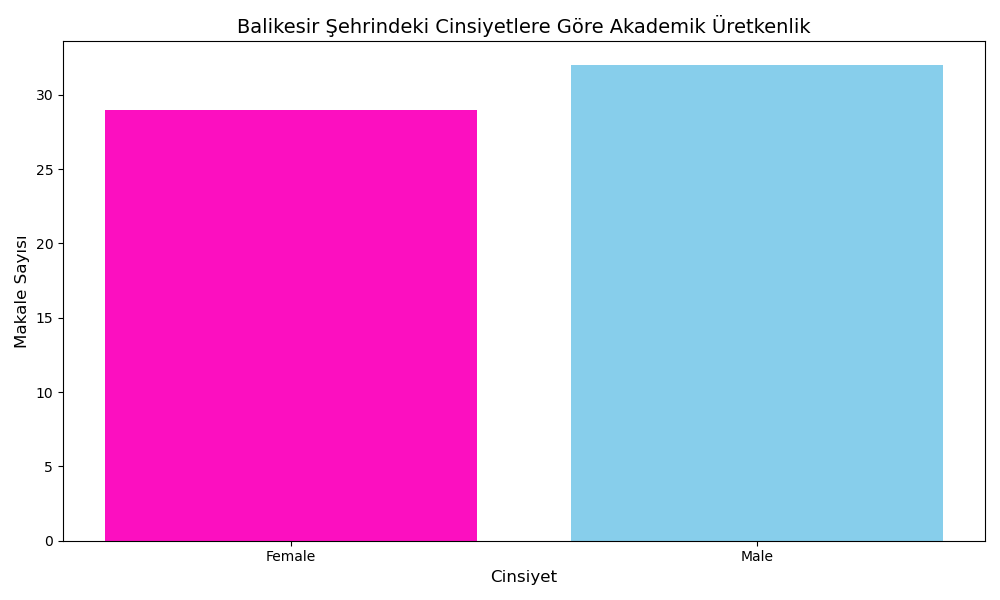 Balikesir Şehrindeki Cinsiyetlere Göre Akademik Üretkenlik
Makale Sayısı
30
25
20
15
10
5
0
Female
Male
Cinsiyet